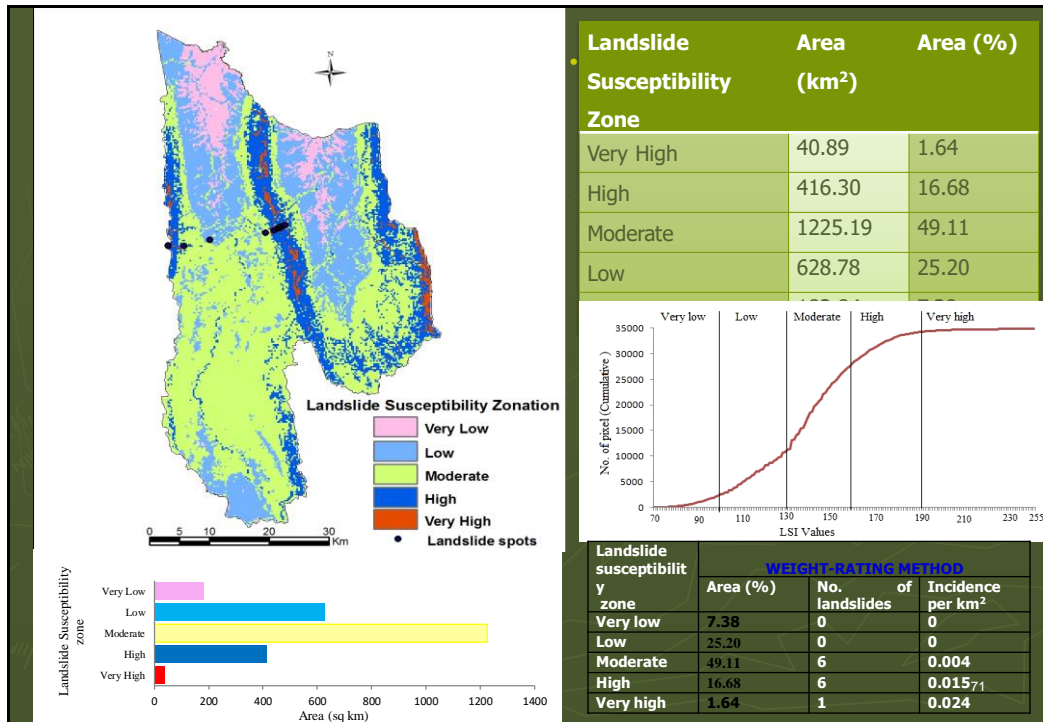 N
Landslide Susceptibility Zonation
Very Low
Low
Moderate
High
Very High
Landslide spots
0 5 10 20 30
Km
Landslide Susceptibility
zone
Very Low
Low
Moderate
High
Very High
0 200 400 600 800 1000 1200 1400
Area (sq km)
Landslide Area Area (%)
Susceptibility (km²)
Zone
Very High 40.89 1.64
High 416.30 16.68
Moderate 1225.19 49.11
Low 628.78 25.20
Very low Low Moderate High Very high
No. of pixel (Cumulative )
35000
30000
25000
20000
15000
10000
5000
0
70 90 110 130 150 170 190 210 230 255
LSI Values
Landslide
susceptibilit
y
zone
WEIGHT-RATING METHOD
Area (%) No. of Incidence
landslides per km²
Very low 7.38 0 0
Low 25.20 0 0
Moderate 49.11 6 0.004
High 16.68 6 0.015
71
Very high 1.64 1 0.024